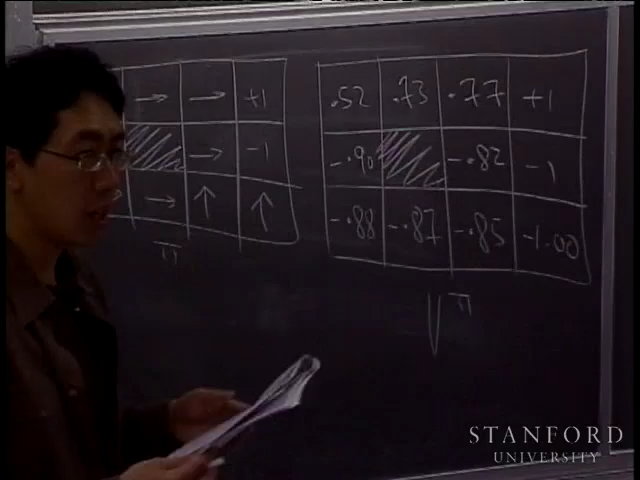 → → +1
→ -1
→ ↑ ↑
π
.52 .73 .77 +1
-.90 -.82 -1
-.88 -.87 -.85 -1.00
V^π
STANFORD
UNIVERSITY